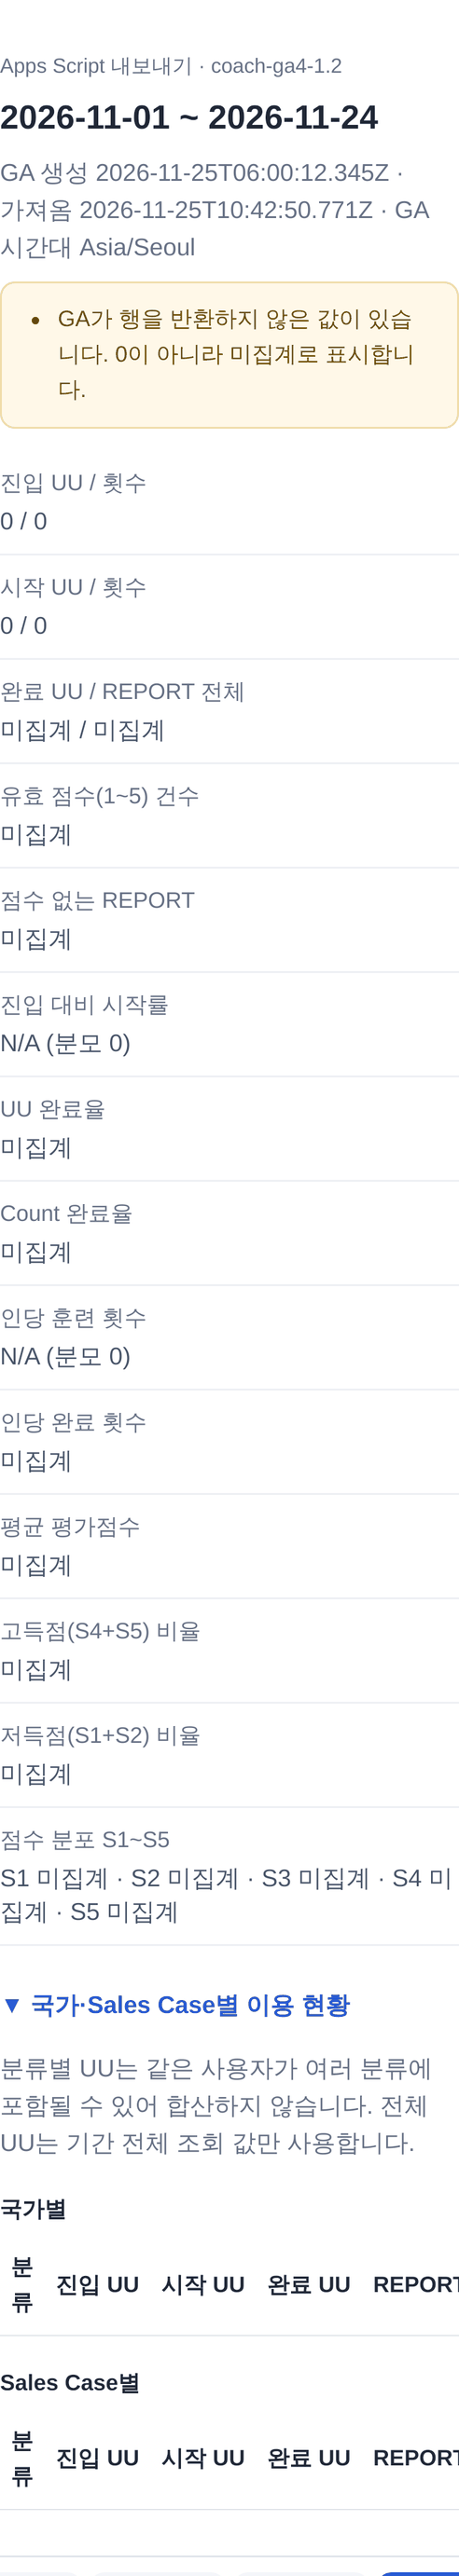 Apps Script 내보내기 · coach-ga4-1.2
2026-11-01 ~ 2026-11-24
GA 생성 2026-11-25T06:00:12.345Z ·
가져옴 2026-11-25T10:42:50.771Z · GA
시간대 Asia/Seoul
• GA가 행을 반환하지 않은 값이 있습
니다. 0이 아니라 미집계로 표시합니
다.
진입 UU / 횟수
0 / 0
시작 UU / 횟수
0 / 0
완료 UU / REPORT 전체
미집계 / 미집계
유효 점수(1~5) 건수
미집계
점수 없는 REPORT
미집계
진입 대비 시작률
N/A (분모 0)
UU 완료율
미집계
Count 완료율
미집계
인당 훈련 횟수
N/A (분모 0)
인당 완료 횟수
미집계
평균 평가점수
미집계
고득점(S4+S5) 비율
미집계
저득점(S1+S2) 비율
미집계
점수 분포 S1~S5
S1 미집계 · S2 미집계 · S3 미집계 · S4 미
집계 · S5 미집계
▼ 국가·Sales Case별 이용 현황
분류별 UU는 같은 사용자가 여러 분류에
포함될 수 있어 합산하지 않습니다. 전체
UU는 기간 전체 조회 값만 사용합니다.
국가별
분
류 진입 UU 시작 UU 완료 UU REPORT
Sales Case별
분
류 진입 UU 시작 UU 완료 UU REPORT